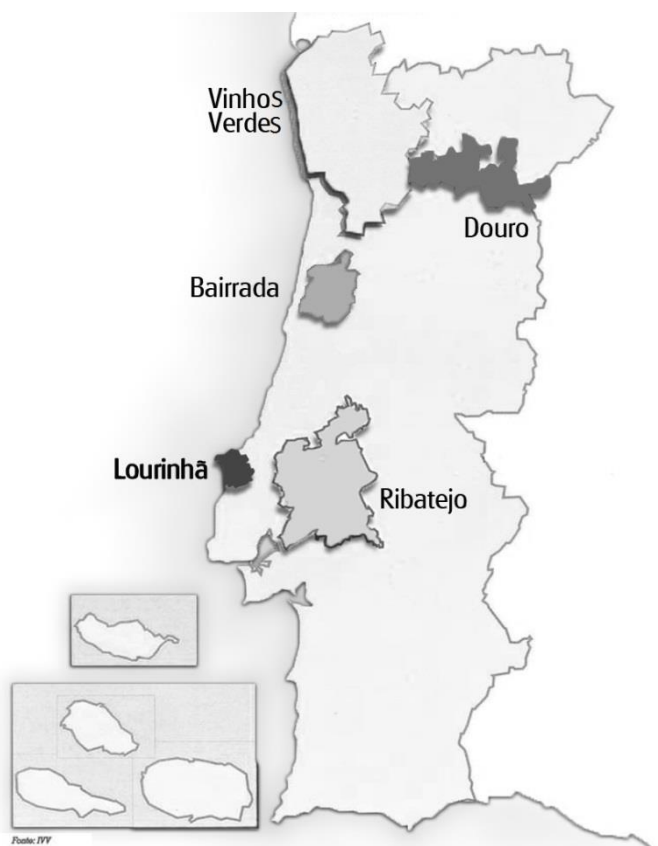 Vinhos
Verdes
Douro
Bairrada
Lourinhã
Ribatejo
Fonte: IVV